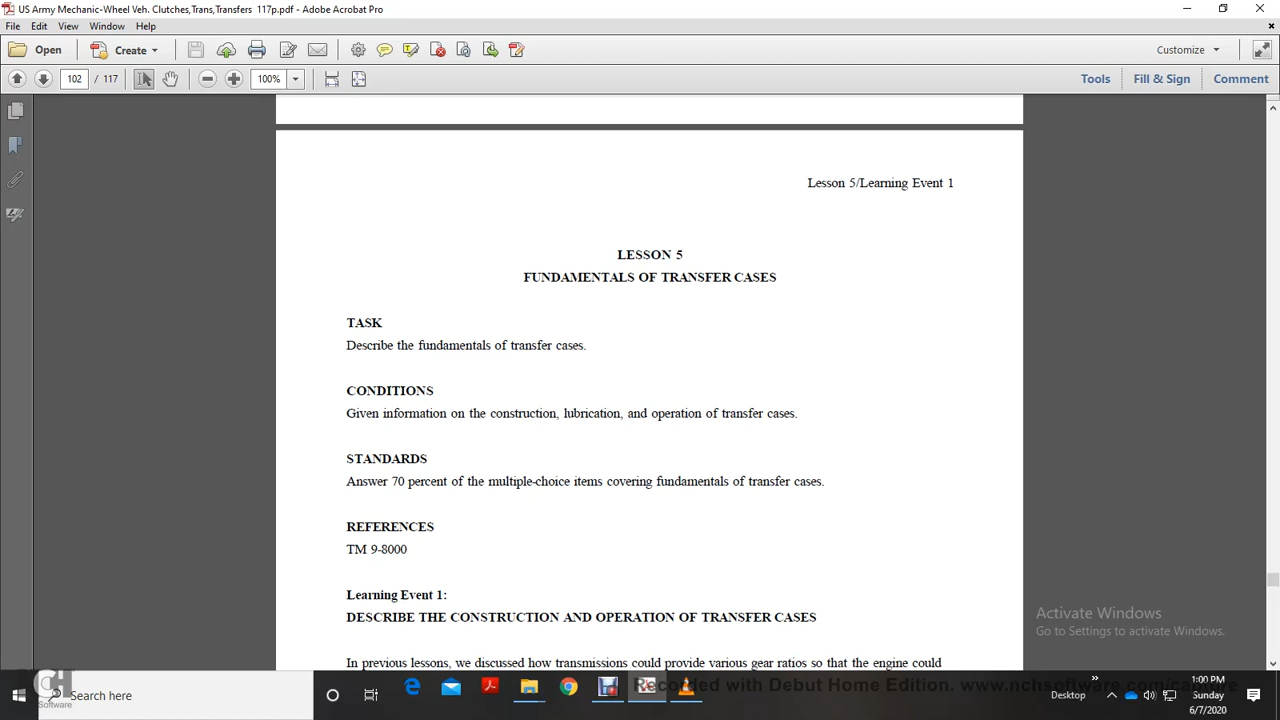 US Army Mechanic-Wheel Veh. Clutches,Trans,Transfers 117p.pdf - Adobe Acrobat Pro
File Edit View Window Help
Open Create Customize
102 / 117 100% Tools Fill & Sign Comment
Lesson 5/Learning Event 1
LESSON 5
FUNDAMENTALS OF TRANSFER CASES
TASK
Describe the fundamentals of transfer cases.
CONDITIONS
Given information on the construction, lubrication, and operation of transfer cases.
STANDARDS
Answer 70 percent of the multiple-choice items covering fundamentals of transfer cases.
REFERENCES
TM 9-8000
Learning Event 1:
DESCRIBE THE CONSTRUCTION AND OPERATION OF TRANSFER CASES
In previous lessons, we discussed how transmissions could provide various gear ratios so that the engine could
Activate Windows
Go to Settings to activate Windows.
Recorded with Debut Home Edition. www.nchsoftware.com/capture
NCH
Software
Search here
Desktop
1:00 PM
Sunday
6/7/2020